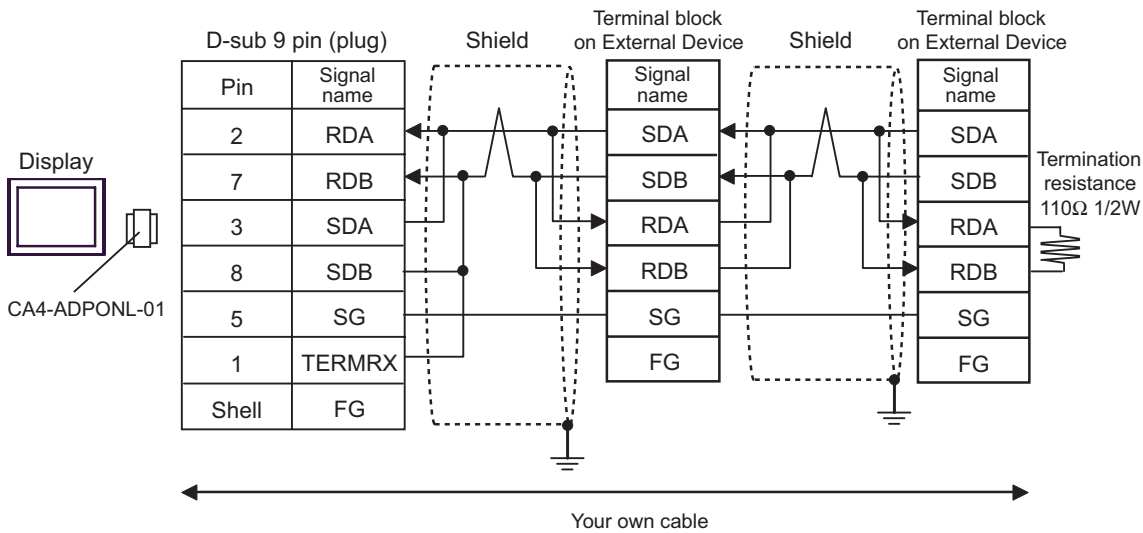 D-sub 9 pin (plug)
Shield
Terminal block
on External Device
Shield
Terminal block
on External Device
Pin
Signal
name
2
RDA
7
RDB
3
SDA
8
SDB
5
SG
1
TERMRX
Shell
FG
Signal
name
SDA
SDB
RDA
RDB
SG
FG
Signal
name
SDA
SDB
RDA
RDB
SG
FG
Display
CA4-ADPONL-01
Termination
resistance
110Ω 1/2W
Your own cable